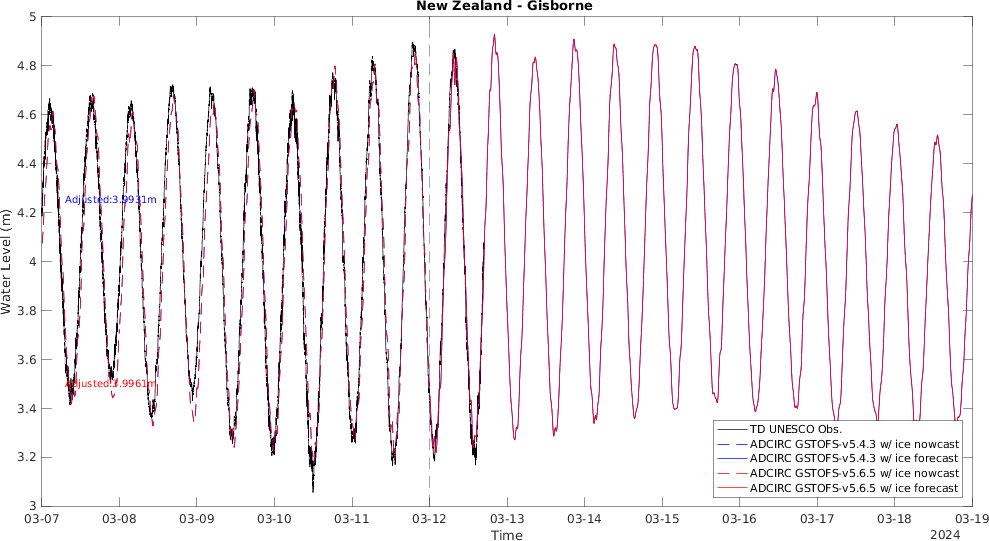 New Zealand - Gisborne
5
4.8
4.6
4.4
4.2
4
3.8
3.6
3.4
3.2
3
Water Level (m)
Adjusted:3.9931m
Adjusted:3.9961m
TD UNESCO Obs.
ADCIRC GSTOFS-v5.4.3 w/ ice nowcast
ADCIRC GSTOFS-v5.4.3 w/ ice forecast
ADCIRC GSTOFS-v5.6.5 w/ ice nowcast
ADCIRC GSTOFS-v5.6.5 w/ ice forecast
03-07 03-08 03-09 03-10 03-11 03-12 03-13 03-14 03-15 03-16 03-17 03-18 03-19
Time
2024